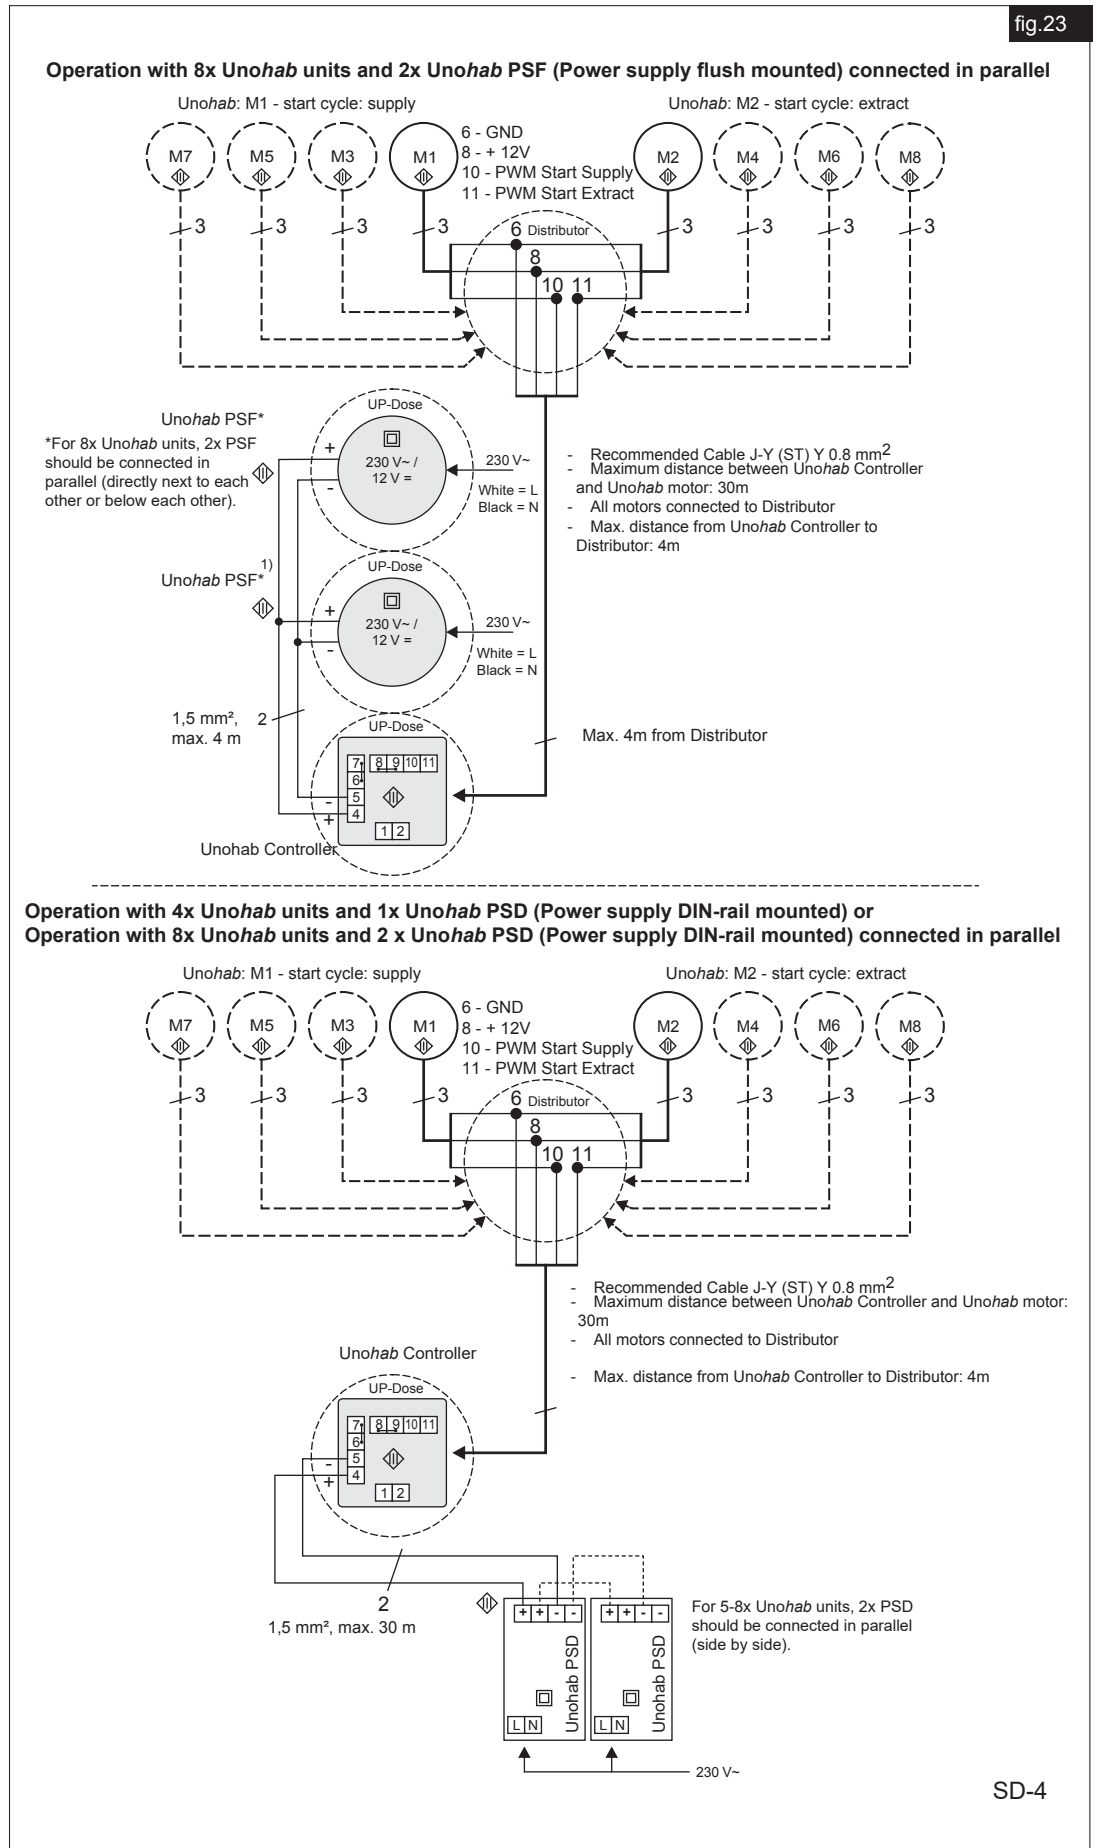 fig.23
Operation with 8x Unohab units and 2x Unohab PSF (Power supply flush mounted) connected in parallel
Unohab: M1 - start cycle: supply
Unohab: M2 - start cycle: extract
M7
M5
M3
M1
6 - GND
8 - + 12V
10 - PWM Start Supply
11 - PWM Start Extract
M2
M4
M6
M8
3
3
3
3
3
3
3
3
6 Distributor
8
10 11
Unohab PSF*
*For 8x Unohab units, 2x PSF
should be connected in
parallel (directly next to each
other or below each other).
UP-Dose
+
-
230 V~ /
12 V =
230 V~
White = L
Black = N
- Recommended Cable J-Y (ST) Y 0.8 mm2
- Maximum distance between Unohab Controller
and Unohab motor: 30m
- All motors connected to Distributor
- Max. distance from Unohab Controller to
Distributor: 4m
Unohab PSF* 1)
UP-Dose
+
-
230 V~ /
12 V =
230 V~
White = L
Black = N
1,5 mm²,
max. 4 m
2
UP-Dose
7 8 9 10 11
6
- 5
+ 4
1 2
Max. 4m from Distributor
Unohab Controller
Operation with 4x Unohab units and 1x Unohab PSD (Power supply DIN-rail mounted) or
Operation with 8x Unohab units and 2 x Unohab PSD (Power supply DIN-rail mounted) connected in parallel
Unohab: M1 - start cycle: supply
Unohab: M2 - start cycle: extract
M7
M5
M3
M1
6 - GND
8 - + 12V
10 - PWM Start Supply
11 - PWM Start Extract
M2
M4
M6
M8
3
3
3
3
3
3
3
3
6 Distributor
8
10 11
- Recommended Cable J-Y (ST) Y 0.8 mm2
- Maximum distance between Unohab Controller and Unohab motor:
30m
- All motors connected to Distributor
- Max. distance from Unohab Controller to Distributor: 4m
Unohab Controller
UP-Dose
7 8 9 10 11
6
- 5
+ 4
1 2
2
1,5 mm², max. 30 m
+ + - -
Unohab PSD
L N
+ + - -
Unohab PSD
L N
For 5-8x Unohab units, 2x PSD
should be connected in parallel
(side by side).
230 V~
SD-4